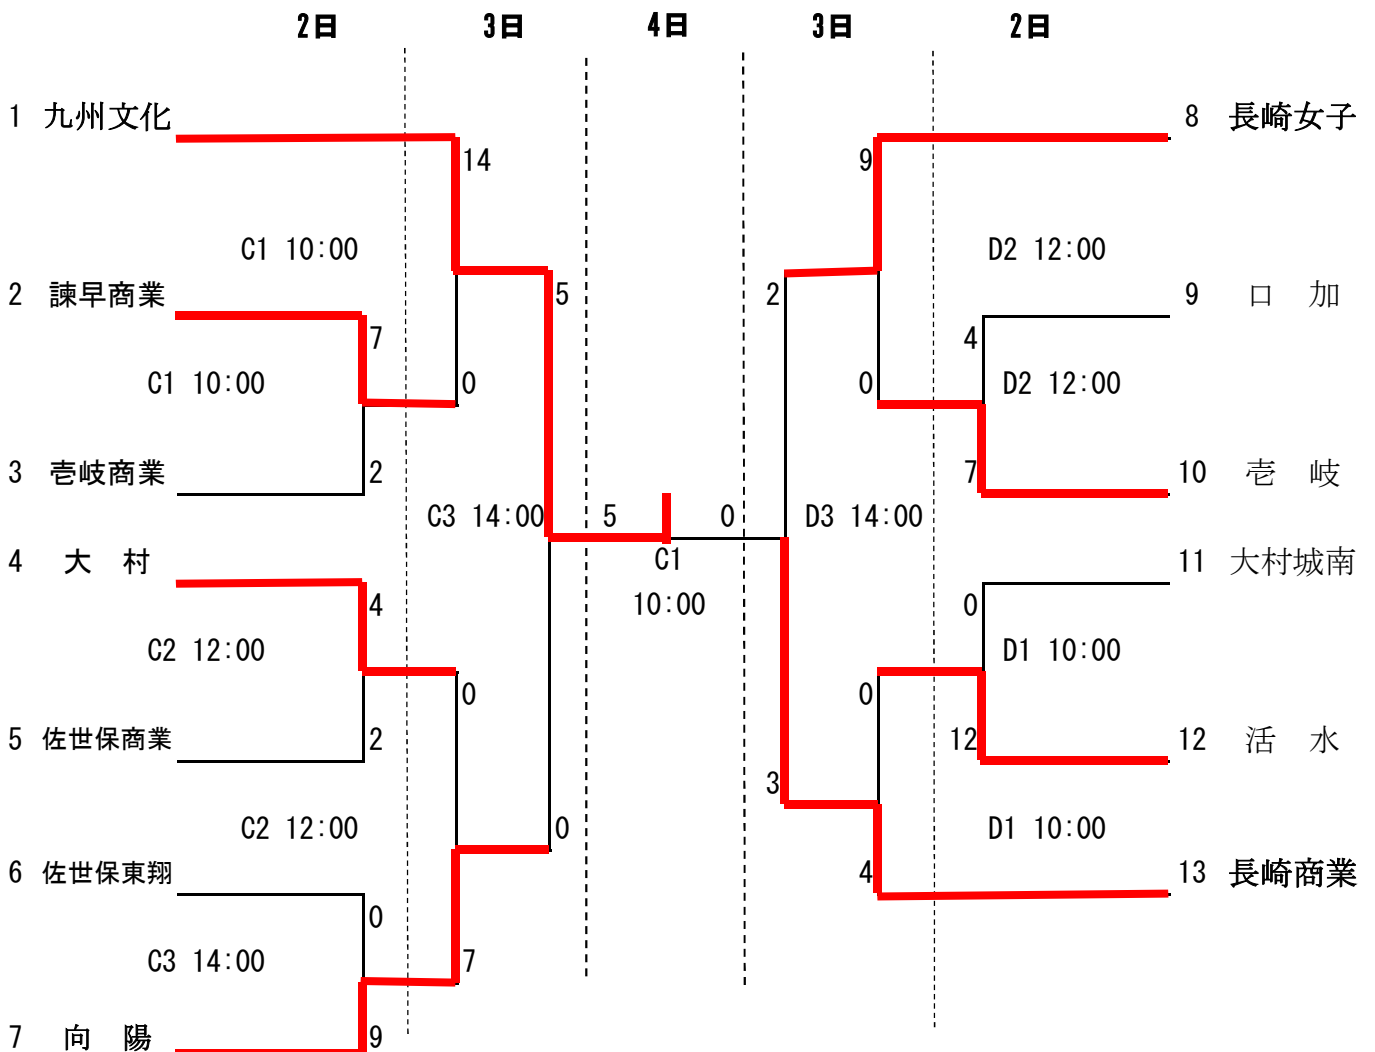 2日 3日 4日 3日 2日
1 九州文化 8 長崎女子
14 9
C1 10:00 D2 12:00
2 諫早商業 5 2 9 口 加
7 4
C1 10:00 0 0 D2 12:00
3 壱岐商業 2 7 10 壱 岐
C3 14:00 5 0 D3 14:00
4 大 村 C1 11 大村城南
4 10:00 0
C2 12:00 D1 10:00
0 0
5 佐世保商業 2 12 12 活 水
3
C2 12:00 0 D1 10:00
6 佐世保東翔 4 13 長崎商業
0
C3 14:00 7
7 向 陽 9